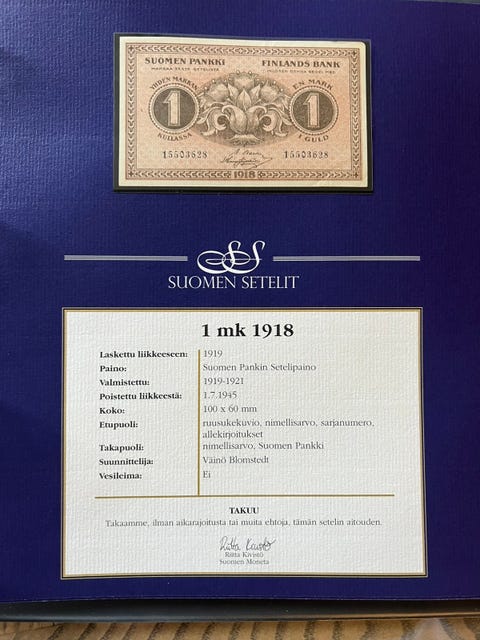 SUOMEN PANKKI FINLANDS BANK
YHDEN MARKAN EN MARK
1 1
KULLASSA I GULD
15503628 15503628
1918
SUOMEN SETELIT
1 mk 1918
Laskettu liikkeeseen: 1919
Paino: Suomen Pankin Setelipaino
Valmistettu: 1919-1921
Poistettu liikkeestä: 1.7.1945
Koko: 100 x 60 mm
Etupuoli: ruusukekuvio, nimellisarvo, sarjanumero,
allekirjoitukset
Takapuoli: nimellisarvo, Suomen Pankki
Suunnittelija: Väinö Blomstedt
Vesileima: Ei
TAKUU
Takaamme, ilman aikarajoitusta tai muita ehtoja, tämän setelin aitouden.
Riitta Kivistö
Riitta Kivistö
Suomen Moneta